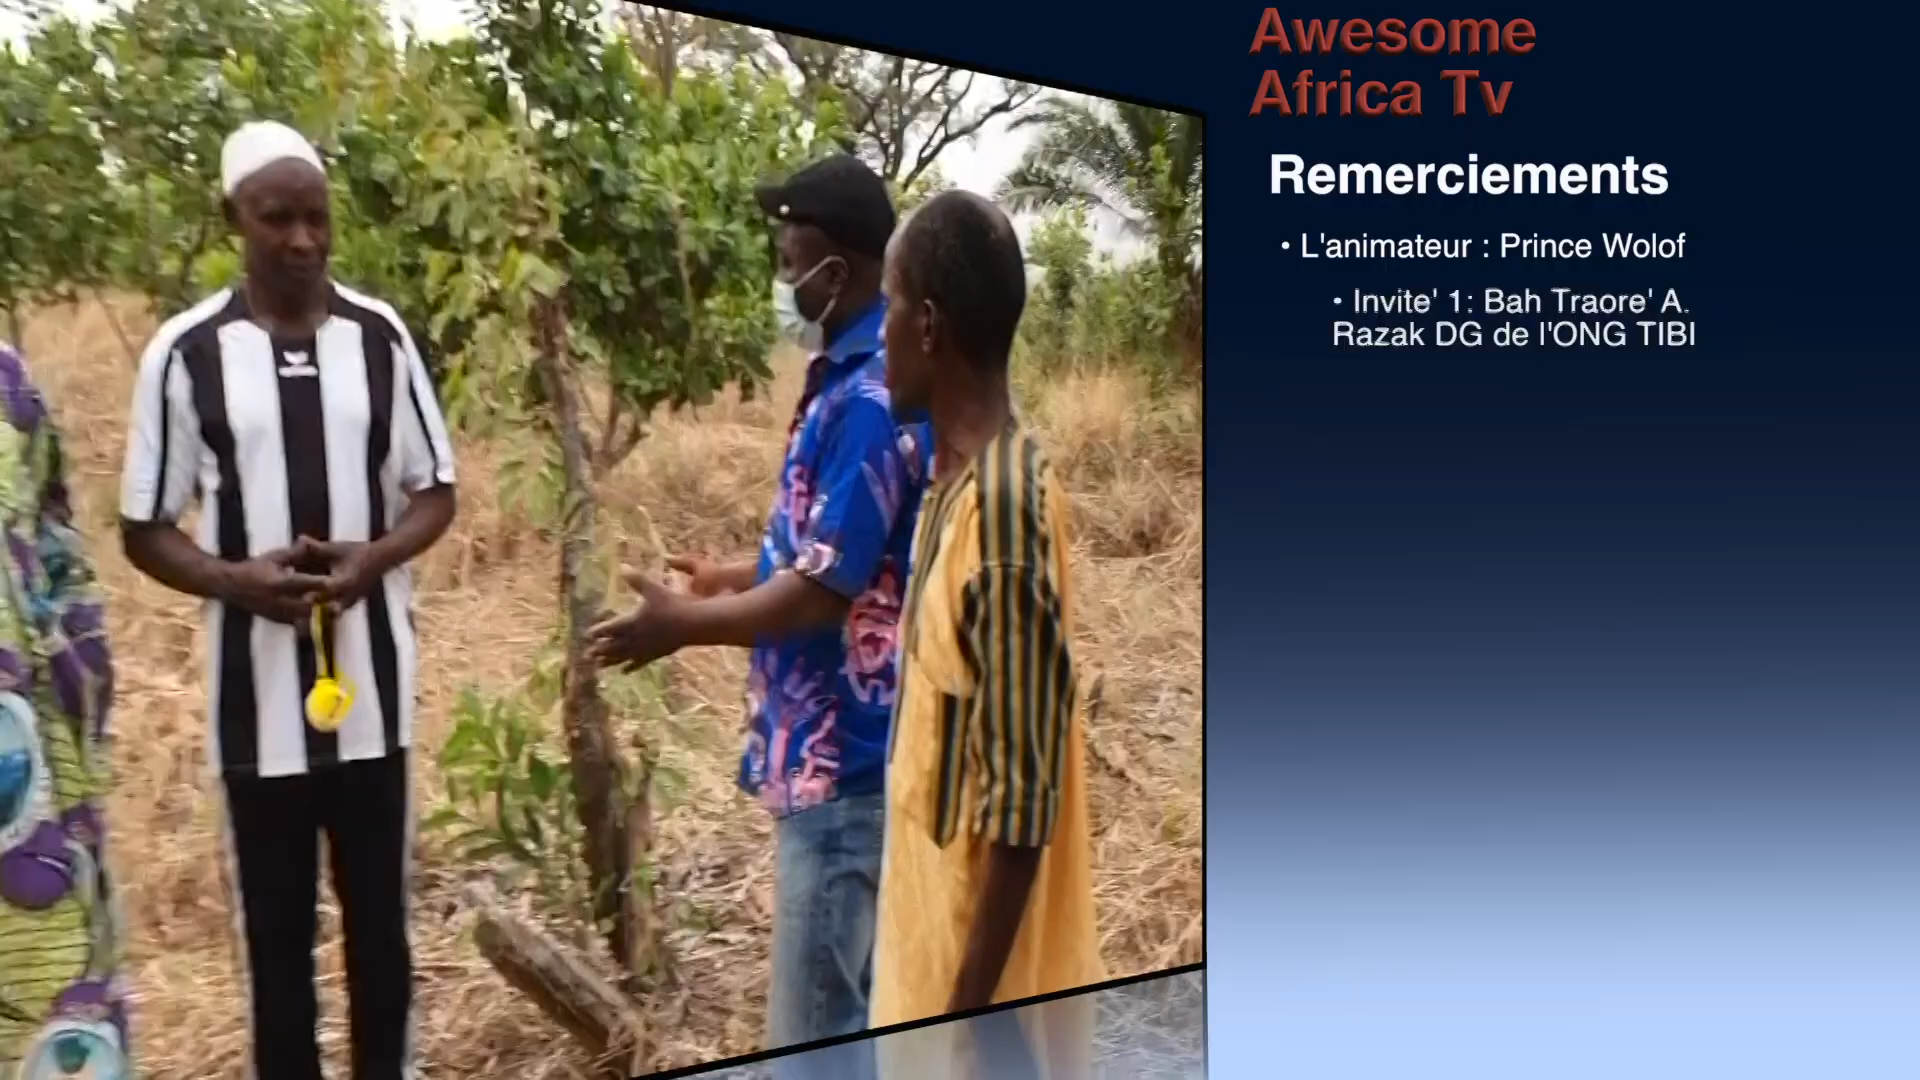 Awesome
Africa Tv
Remerciements
• L'animateur : Prince Wolof
• Invite' 1: Bah Traore' A.
Razak DG de l'ONG TIBI